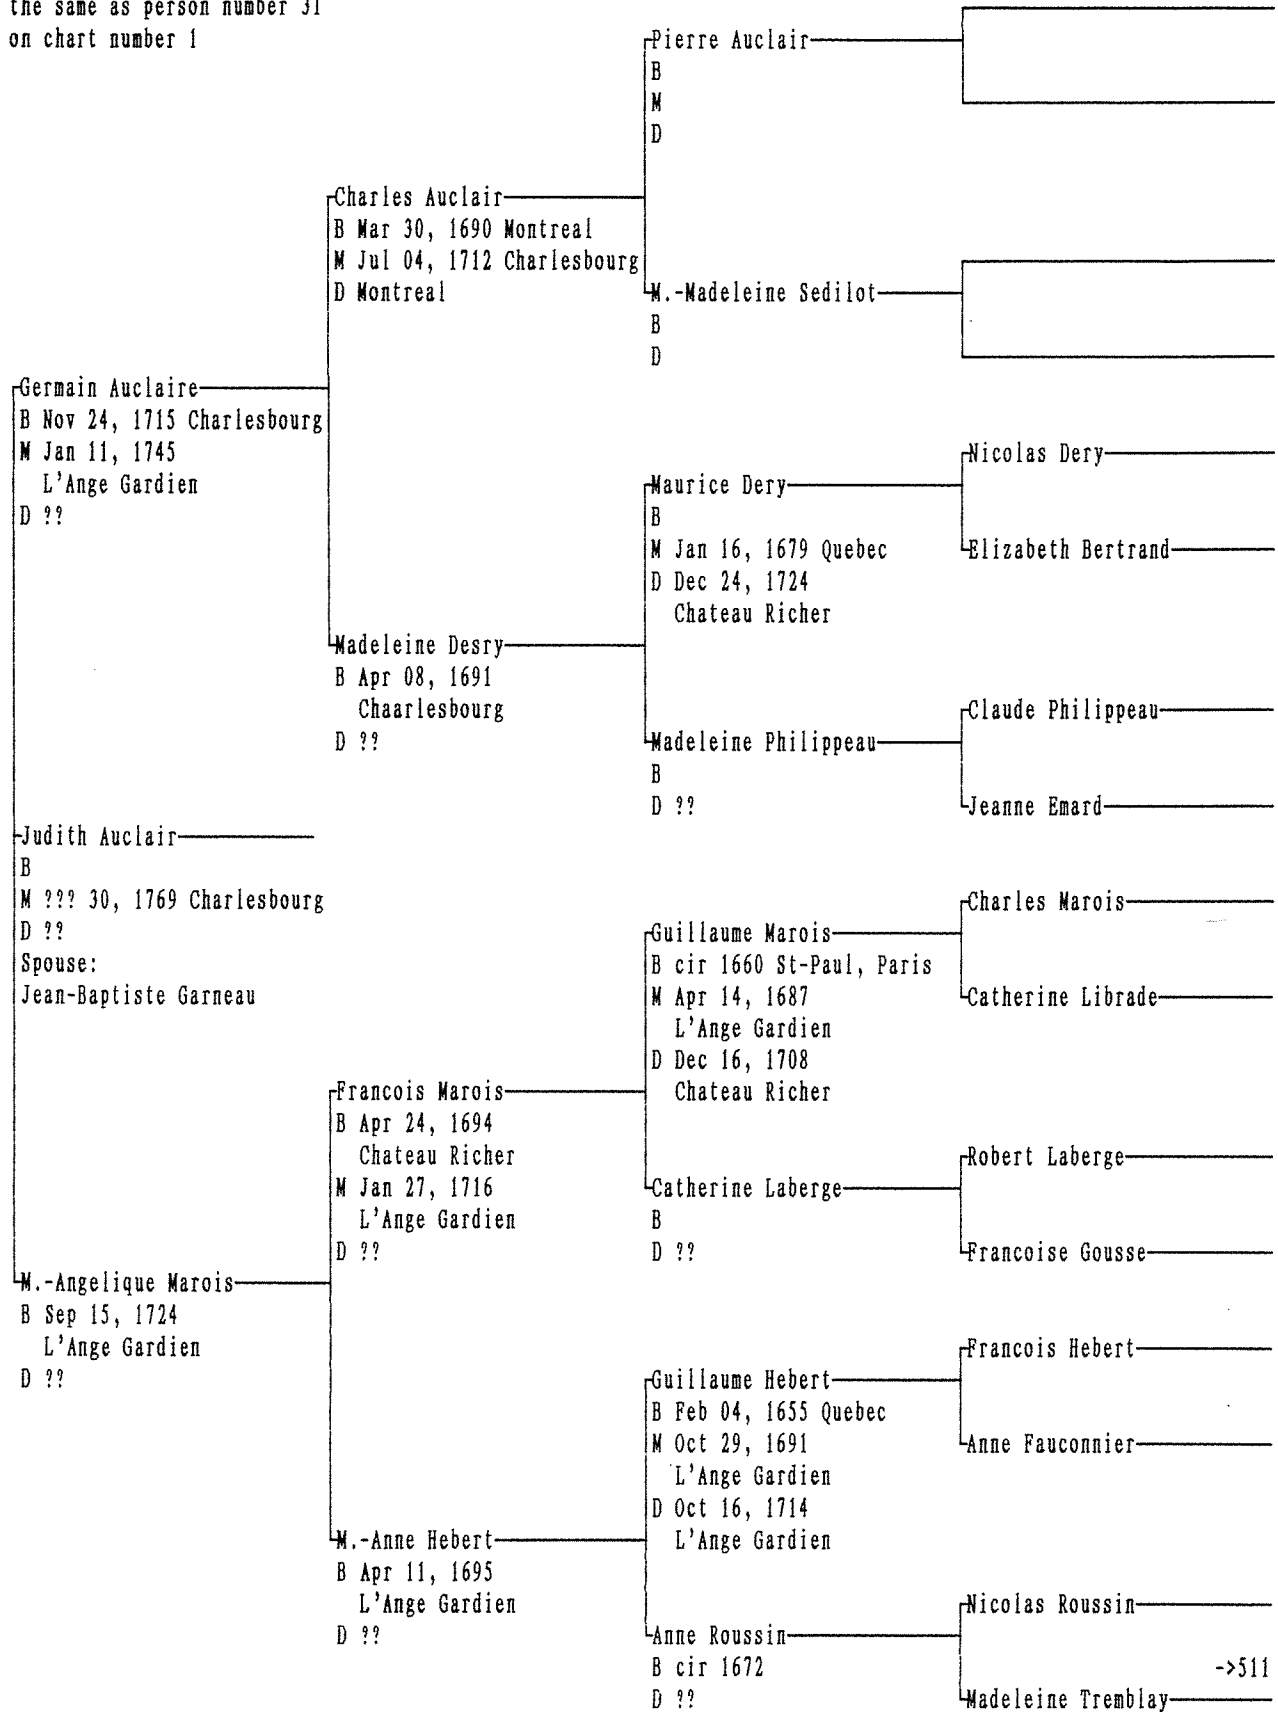 the same as person number 31
on chart number 1
Pierre Auclair
B
M
D
Charles Auclair
B Mar 30, 1690 Montreal
M Jul 04, 1712 Charlesbourg
D Montreal
M.-Madeleine Sedilot
B
D
Germain Auclaire
B Nov 24, 1715 Charlesbourg
M Jan 11, 1745
L'Ange Gardien
D ??
Nicolas Dery
Maurice Dery
B
M Jan 16, 1679 Quebec
D Dec 24, 1724
Chateau Richer
Elizabeth Bertrand
Madeleine Desry
B Apr 08, 1691
Chaarlesbourg
D ??
Claude Philippeau
Madeleine Philippeau
B
D ??
Jeanne Emard
Judith Auclair
B
M ??? 30, 1769 Charlesbourg
D ??
Spouse:
Jean-Baptiste Garneau
Charles Marois
Guillaume Marois
B cir 1660 St-Paul, Paris
M Apr 14, 1687
L'Ange Gardien
D Dec 16, 1708
Chateau Richer
Catherine Librade
Francois Marois
B Apr 24, 1694
Chateau Richer
M Jan 27, 1716
L'Ange Gardien
D ??
Robert Laberge
Catherine Laberge
B
D ??
Francoise Gousse
M.-Angelique Marois
B Sep 15, 1724
L'Ange Gardien
D ??
Francois Hebert
Guillaume Hebert
B Feb 04, 1655 Quebec
M Oct 29, 1691
L'Ange Gardien
D Oct 16, 1714
L'Ange Gardien
Anne Fauconnier
M.-Anne Hebert
B Apr 11, 1695
L'Ange Gardien
D ??
Nicolas Roussin
Anne Roussin
B cir 1672
D ??
->511
Madeleine Tremblay